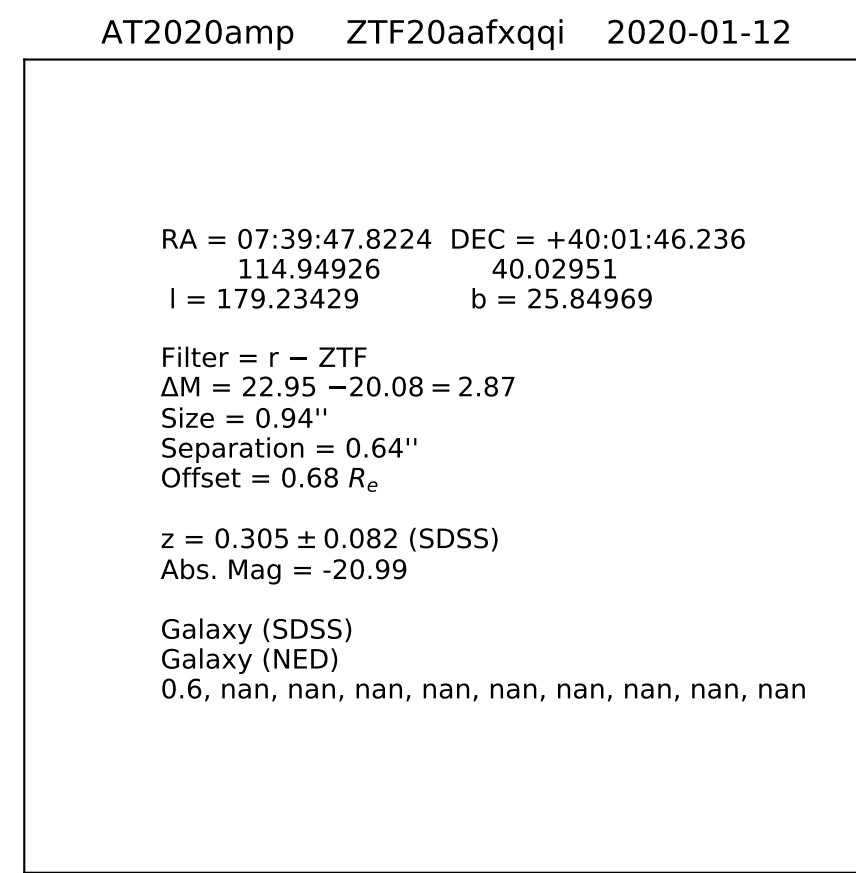 AT2020amp ZTF20aafxqqi 2020-01-12
RA = 07:39:47.8224 DEC = +40:01:46.236
114.94926 40.02951
l = 179.23429 b = 25.84969
Filter = r − ZTF
ΔM = 22.95 −20.08 = 2.87
Size = 0.94''
Separation = 0.64''
Offset = 0.68 Re
z = 0.305 ± 0.082 (SDSS)
Abs. Mag = -20.99
Galaxy (SDSS)
Galaxy (NED)
0.6, nan, nan, nan, nan, nan, nan, nan, nan, nan